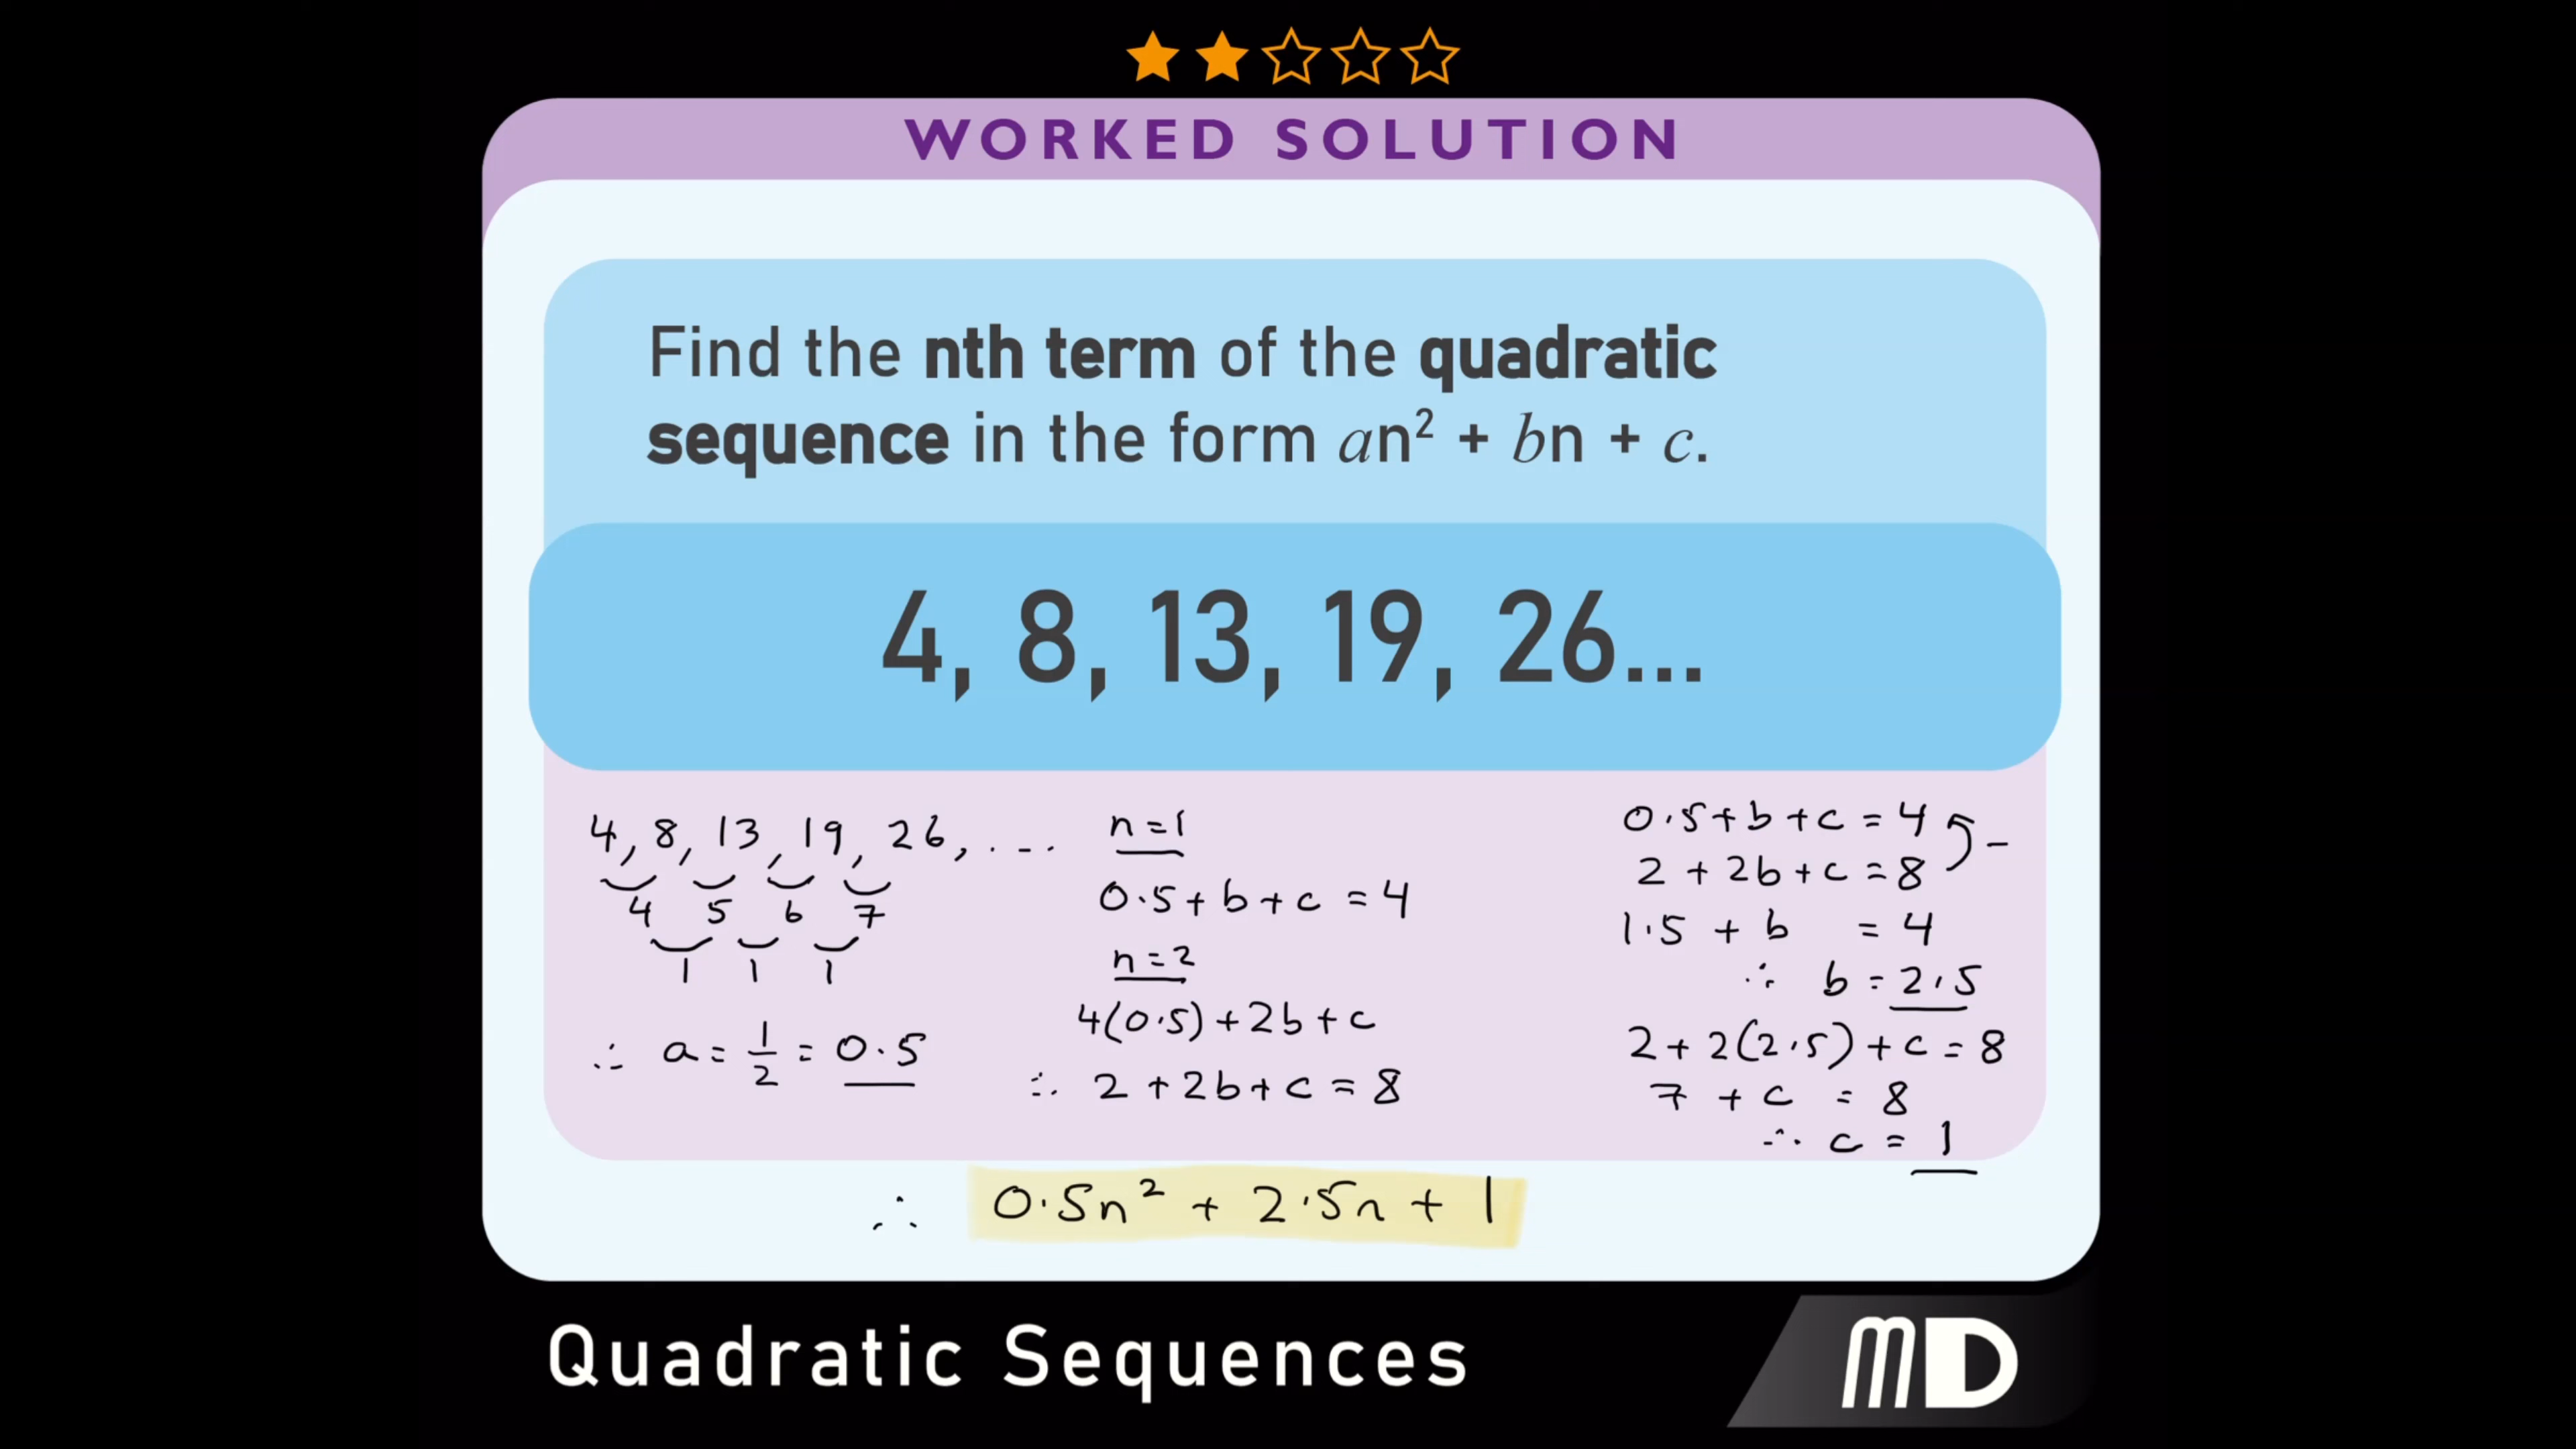 WORKED SOLUTION
Find the nth term of the quadratic
sequence in the form an² + bn + c.
4, 8, 13, 19, 26...
4, 8, 13, 19, 26, ....
4 5 6 7
1 1 1
∴ a = 1/2 = 0.5
n = 1
0.5 + b + c = 4
n = 2
4(0.5) + 2b + c
∴ 2 + 2b + c = 8
0.5 + b + c = 4
2 + 2b + c = 8
-
1.5 + b = 4
∴ b = 2.5
2 + 2(2.5) + c = 8
7 + c = 8
∴ c = 1
∴ 0.5n² + 2.5n + 1
Quadratic Sequences
MD